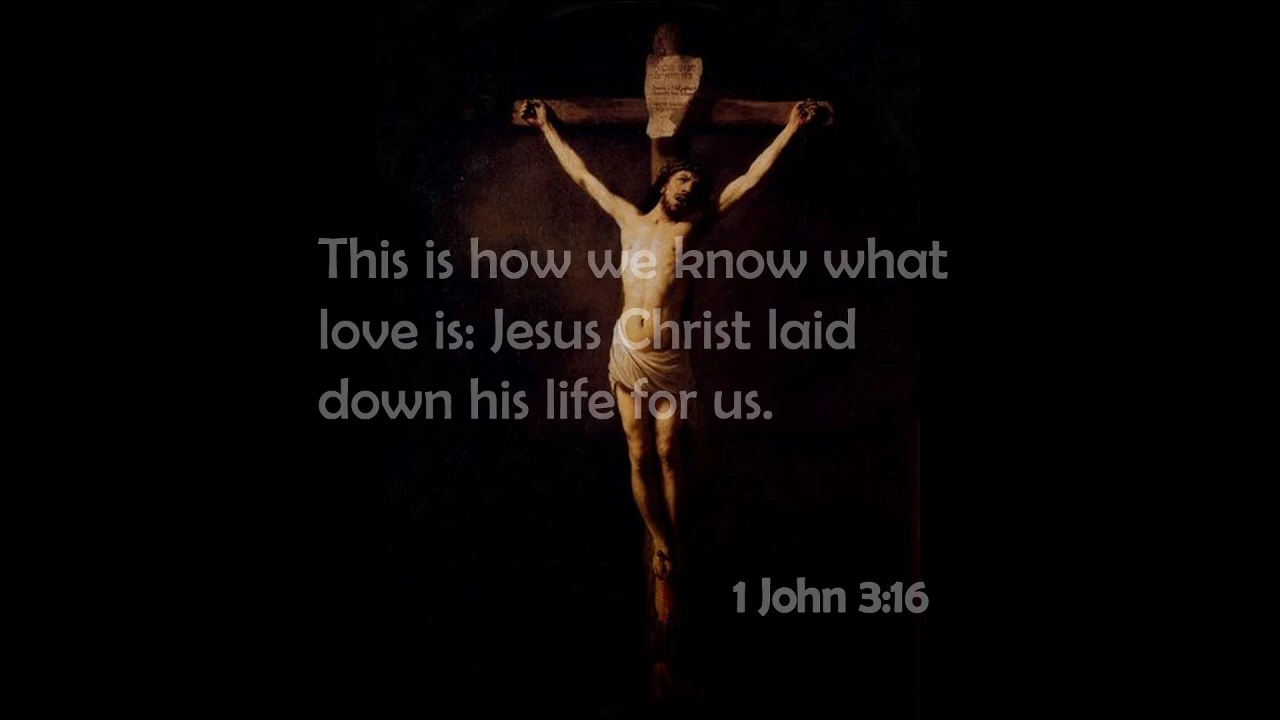 This is how we know what
love is: Jesus Christ laid
down his life for us.
1 John 3:16